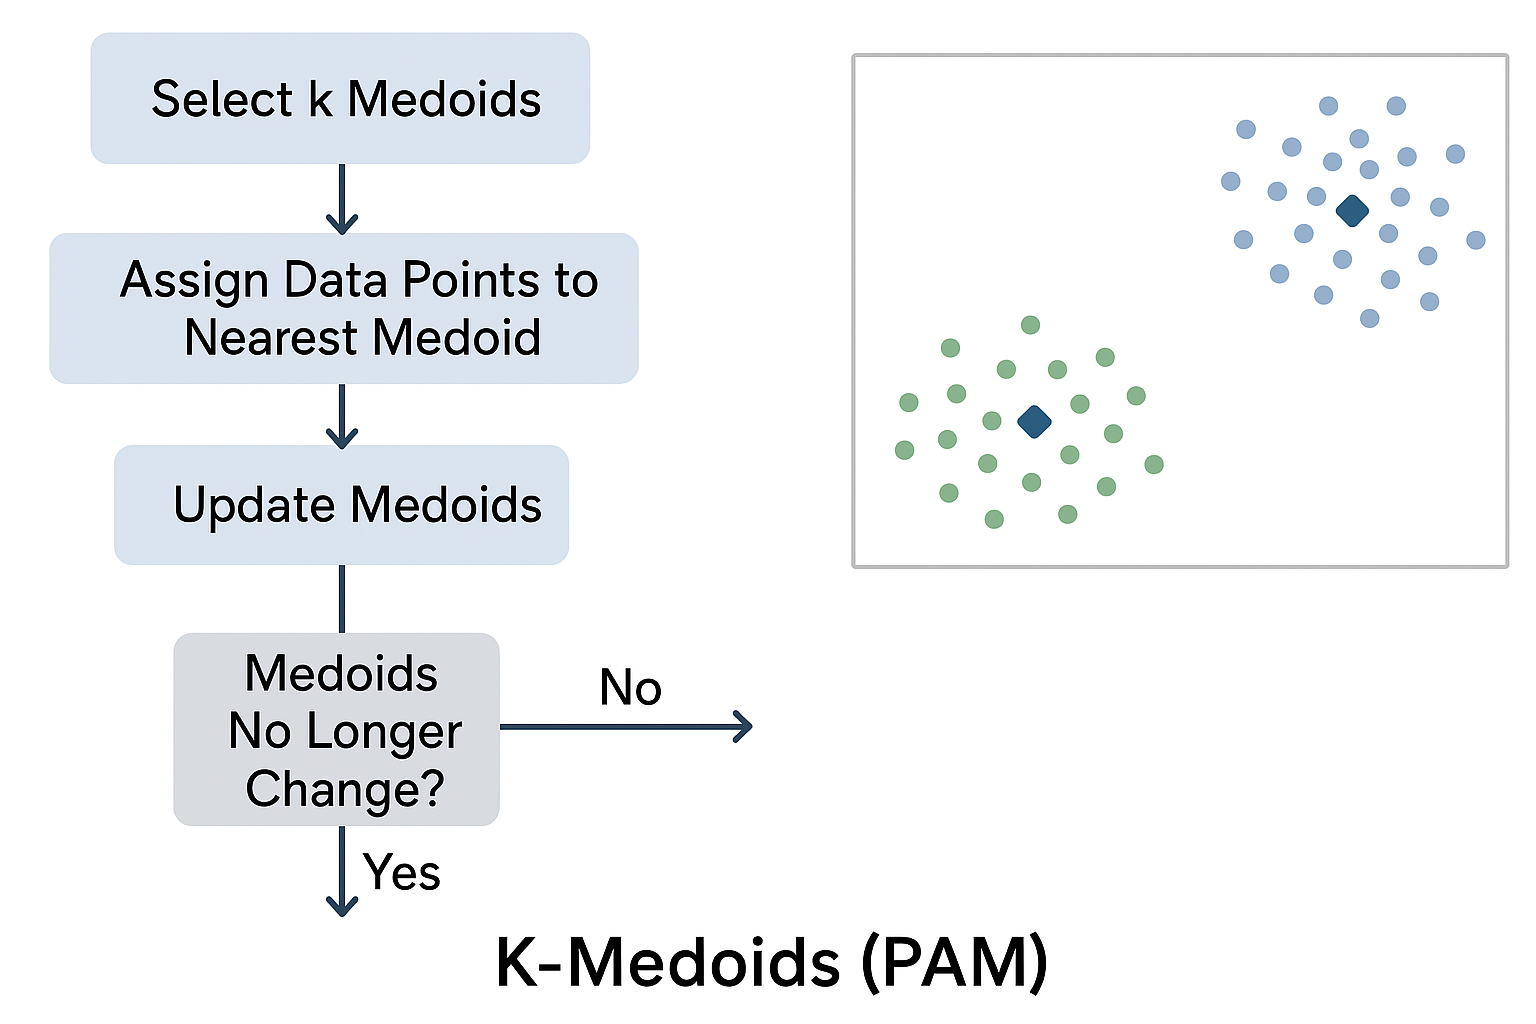 Select k Medoids
Assign Data Points to
Nearest Medoid
Update Medoids
Medoids
No Longer
Change?
No
Yes
K-Medoids (PAM)